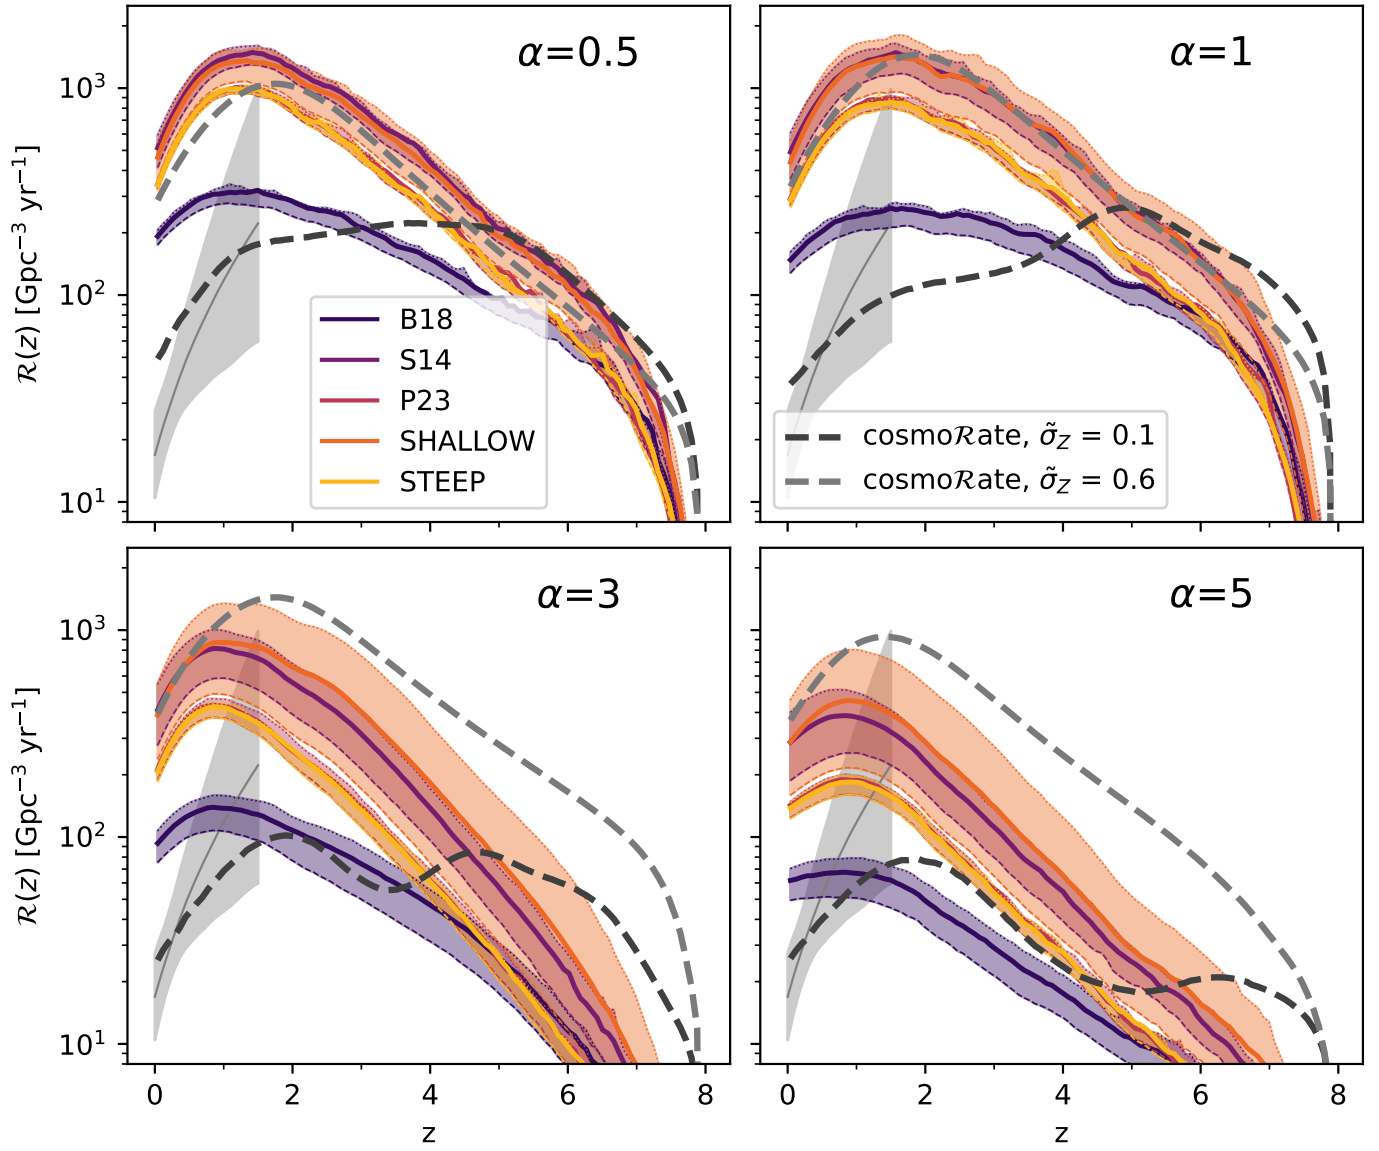 α=0.5
α=1
10³
10²
10¹
R(z) [Gpc⁻³ yr⁻¹]
B18
S14
P23
SHALLOW
STEEP
cosmoRate, σ̃_Z = 0.1
cosmoRate, σ̃_Z = 0.6
α=3
α=5
10³
10²
10¹
R(z) [Gpc⁻³ yr⁻¹]
0 2 4 6 8
0 2 4 6 8
z
z